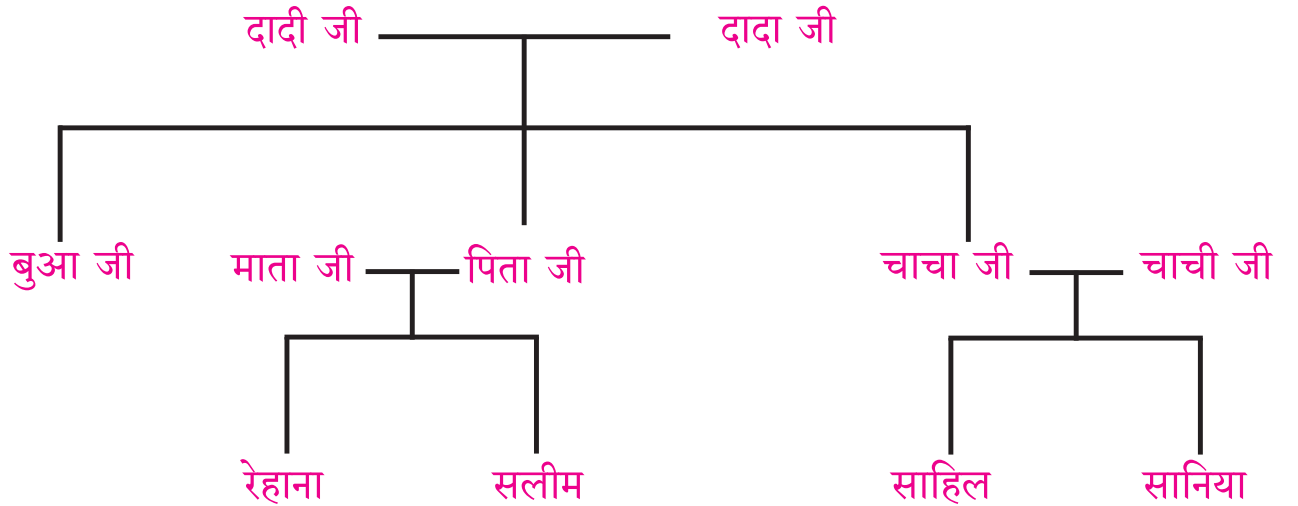 दादी जी दादा जी
बुआ जी माता जी पिता जी चाचा जी चाची जी
रेहाना सलीम साहिल सानिया